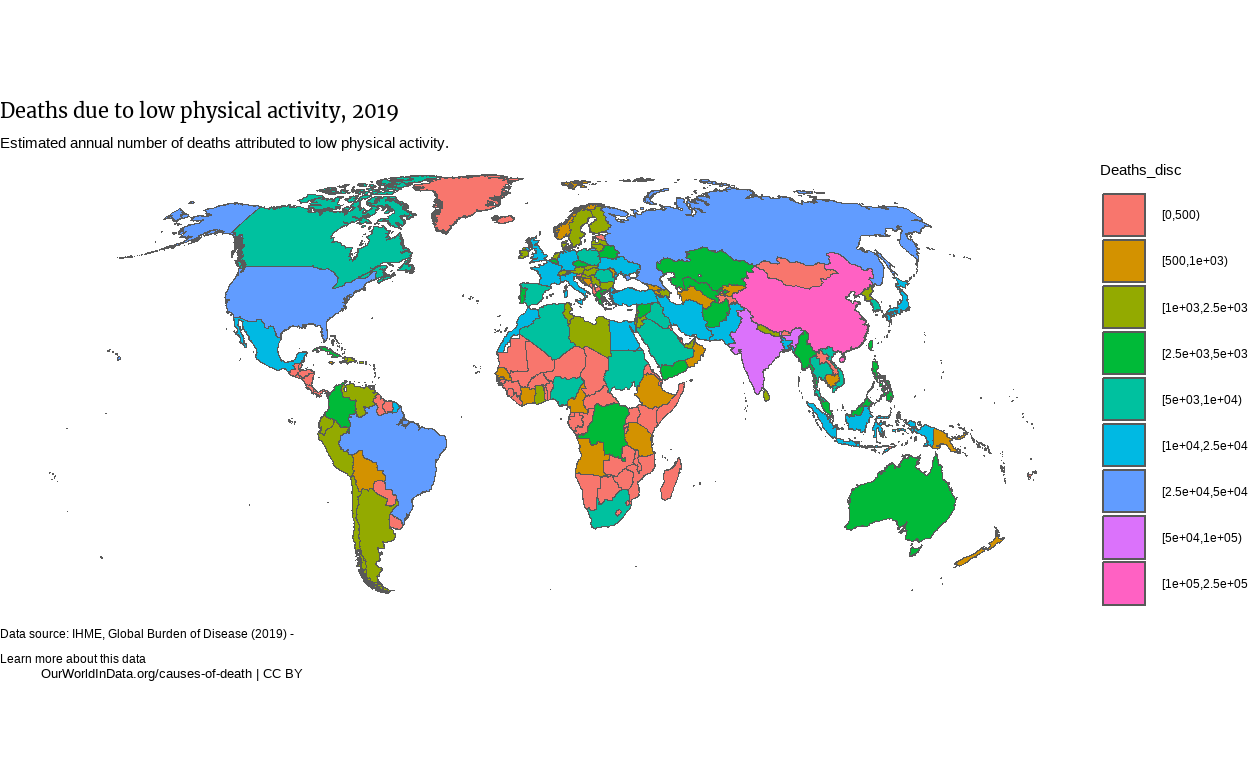 Deaths due to low physical activity, 2019
Estimated annual number of deaths attributed to low physical activity.
Deaths_disc
[0,500)
[500,1e+03)
[1e+03,2.5e+03
[2.5e+03,5e+03
[5e+03,1e+04)
[1e+04,2.5e+04
[2.5e+04,5e+04
[5e+04,1e+05)
[1e+05,2.5e+05
Data source: IHME, Global Burden of Disease (2019) -
Learn more about this data
OurWorldInData.org/causes-of-death | CC BY